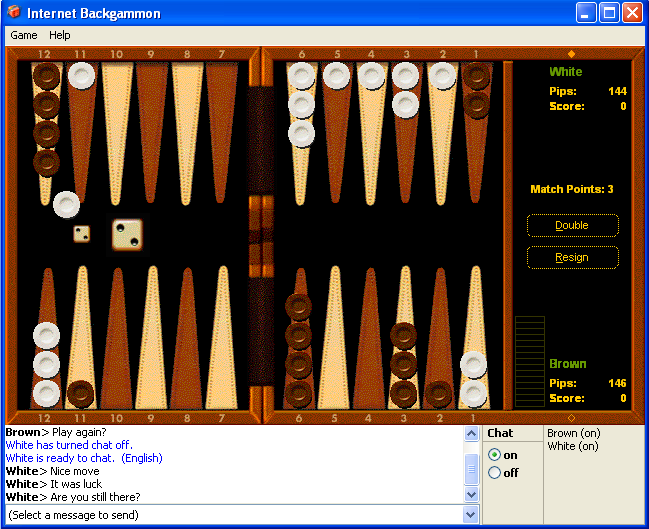 Internet Backgammon
Game Help
12 11 10 9 8 7 6 5 4 3 2 1
White
Pips: 144
Score: 0
Match Points: 3
Double
Resign
Brown
Pips: 146
Score: 0
12 11 10 9 8 7 6 5 4 3 2 1
Brown> Play again?
White has turned chat off.
White is ready to chat. (English)
White> Nice move
White> It was luck
White> Are you still there?
(Select a message to send)
Chat
on
off
Brown (on)
White (on)